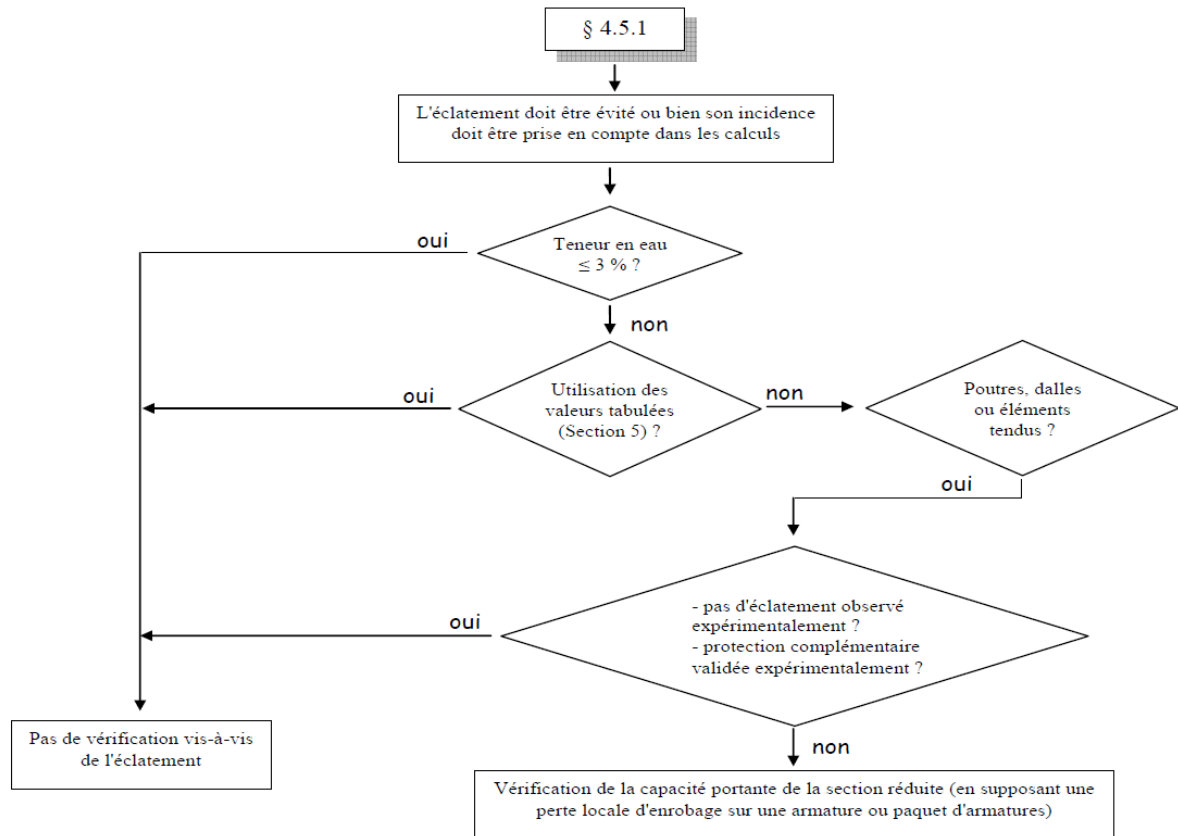 § 4.5.1
L'éclatement doit être évité ou bien son incidence
doit être prise en compte dans les calculs
oui
Teneur en eau
≤ 3 % ?
non
oui
Utilisation des
valeurs tabulées
(Section 5) ?
non
Poutres, dalles
ou éléments
tendus ?
oui
oui
- pas d'éclatement observé
expérimentalement ?
- protection complémentaire
validée expérimentalement ?
Pas de vérification vis-à-vis
de l'éclatement
non
Vérification de la capacité portante de la section réduite (en supposant une
perte locale d'enrobage sur une armature ou paquet d'armatures)